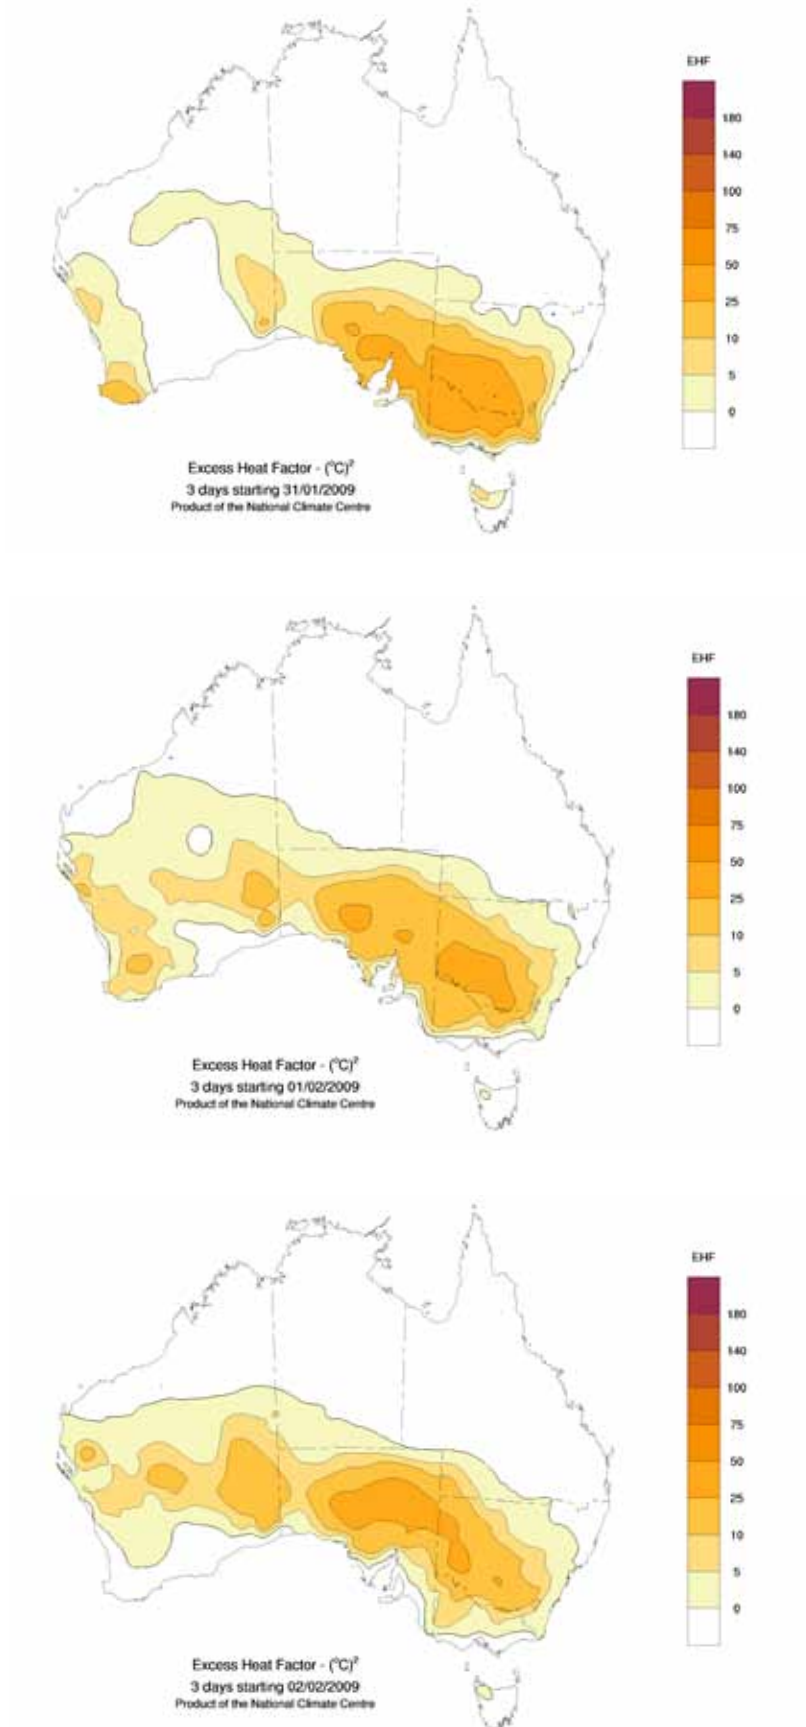 EHF
180
140
100
75
50
25
10
5
0
Excess Heat Factor - (°C)²
3 days starting 31/01/2009
Product of the National Climate Centre
EHF
180
140
100
75
50
25
10
5
0
Excess Heat Factor - (°C)²
3 days starting 01/02/2009
Product of the National Climate Centre
EHF
180
140
100
75
50
25
10
5
0
Excess Heat Factor - (°C)²
3 days starting 02/02/2009
Product of the National Climate Centre